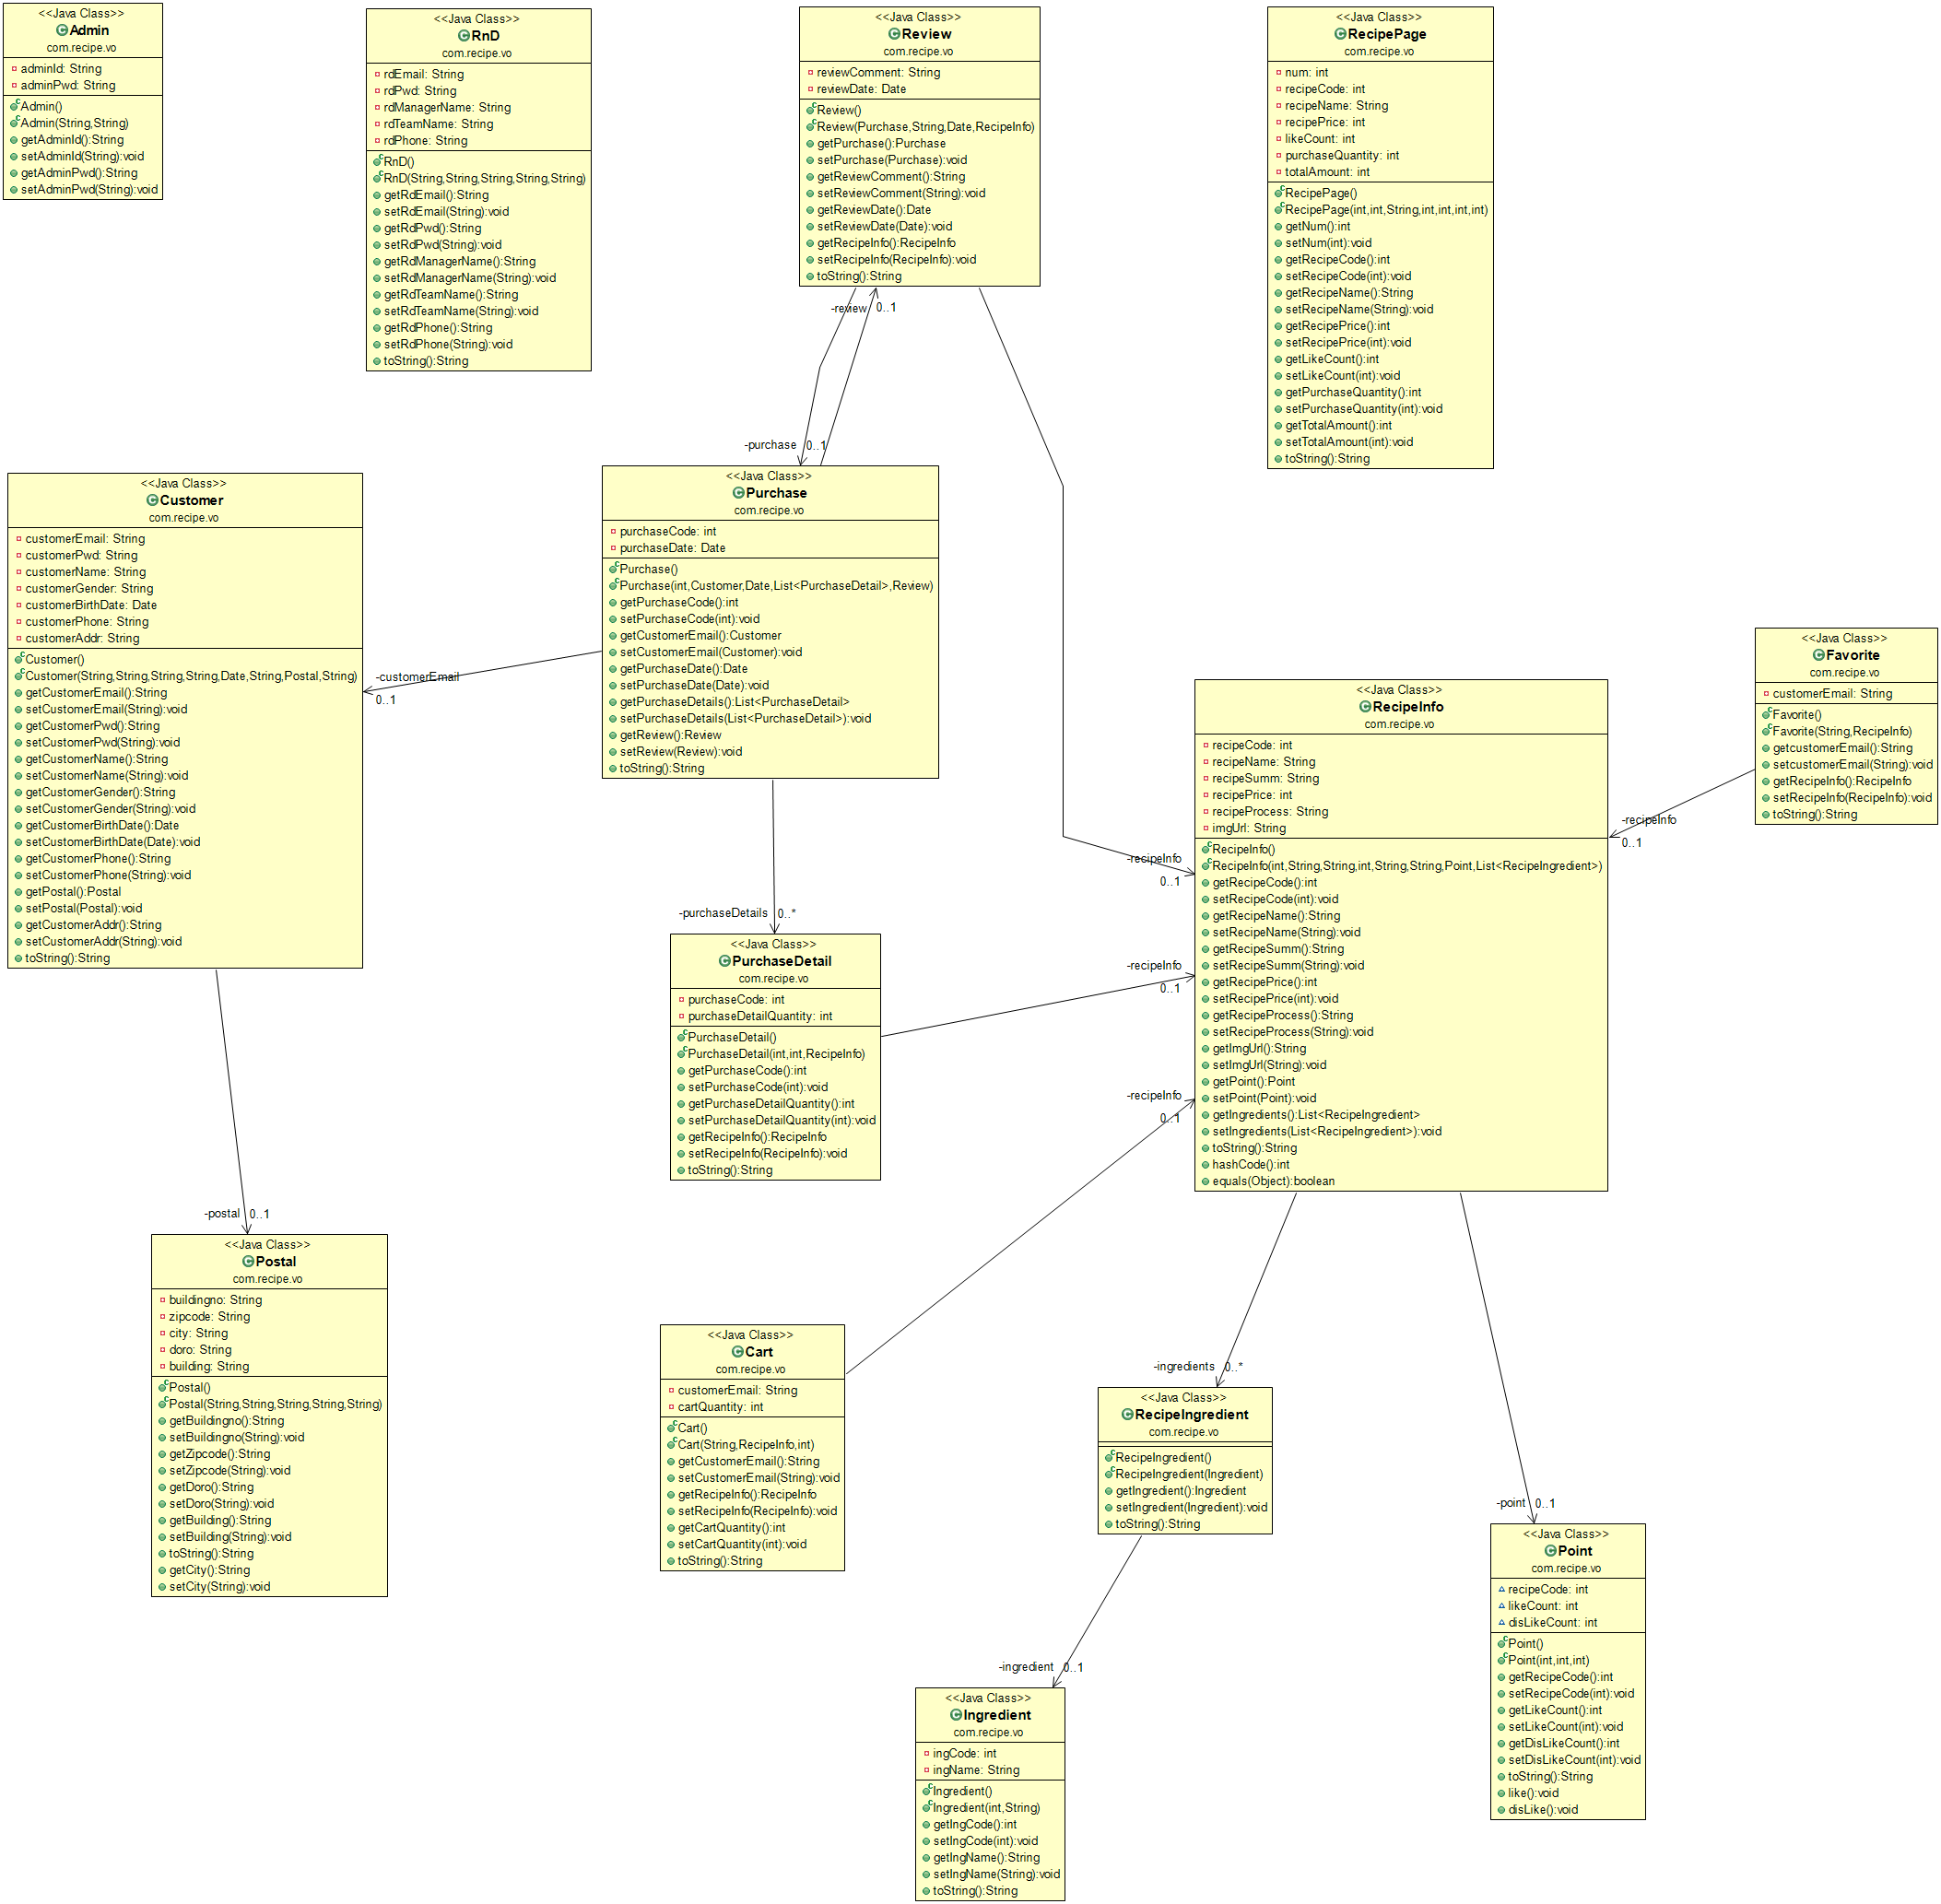 <<Java Class>>
Admin
com.recipe.vo
adminId: String
adminPwd: String
Admin()
Admin(String,String)
getAdminId():String
setAdminId(String):void
getAdminPwd():String
setAdminPwd(String):void
<<Java Class>>
RnD
com.recipe.vo
rdEmail: String
rdPwd: String
rdManagerName: String
rdTeamName: String
rdPhone: String
RnD()
RnD(String,String,String,String,String)
getRdEmail():String
setRdEmail(String):void
getRdPwd():String
setRdPwd(String):void
getRdManagerName():String
setRdManagerName(String):void
getRdTeamName():String
setRdTeamName(String):void
getRdPhone():String
setRdPhone(String):void
toString():String
<<Java Class>>
Review
com.recipe.vo
reviewComment: String
reviewDate: Date
Review()
Review(Purchase,String,Date,RecipeInfo)
getPurchase():Purchase
setPurchase(Purchase):void
getReviewComment():String
setReviewComment(String):void
getReviewDate():Date
setReviewDate(Date):void
getRecipeInfo():RecipeInfo
setRecipeInfo(RecipeInfo):void
toString():String
<<Java Class>>
RecipePage
com.recipe.vo
num: int
recipeCode: int
recipeName: String
recipePrice: int
likeCount: int
purchaseQuantity: int
totalAmount: int
RecipePage()
RecipePage(int,int,String,int,int,int,int)
getNum():int
setNum(int):void
getRecipeCode():int
setRecipeCode(int):void
getRecipeName():String
setRecipeName(String):void
getRecipePrice():int
setRecipePrice(int):void
getLikeCount():int
setLikeCount(int):void
getPurchaseQuantity():int
setPurchaseQuantity(int):void
getTotalAmount():int
setTotalAmount(int):void
toString():String
-review 0..1
-purchase 0..1
<<Java Class>>
Customer
com.recipe.vo
customerEmail: String
customerPwd: String
customerName: String
customerGender: String
customerBirthDate: Date
customerPhone: String
customerAddr: String
Customer()
Customer(String,String,String,String,Date,String,Postal,String)
getCustomerEmail():String
setCustomerEmail(String):void
getCustomerPwd():String
setCustomerPwd(String):void
getCustomerName():String
setCustomerName(String):void
getCustomerGender():String
setCustomerGender(String):void
getCustomerBirthDate():Date
setCustomerBirthDate(Date):void
getCustomerPhone():String
setCustomerPhone(String):void
getPostal():Postal
setPostal(Postal):void
getCustomerAddr():String
setCustomerAddr(String):void
toString():String
-customerEmail
0..1
<<Java Class>>
Purchase
com.recipe.vo
purchaseCode: int
purchaseDate: Date
Purchase()
Purchase(int,Customer,Date,List<PurchaseDetail>,Review)
getPurchaseCode():int
setPurchaseCode(int):void
getCustomerEmail():Customer
setCustomerEmail(Customer):void
getPurchaseDate():Date
setPurchaseDate(Date):void
getPurchaseDetails():List<PurchaseDetail>
setPurchaseDetails(List<PurchaseDetail>):void
getReview():Review
setReview(Review):void
toString():String
<<Java Class>>
Favorite
com.recipe.vo
customerEmail: String
Favorite()
Favorite(String,RecipeInfo)
getcustomerEmail():String
setcustomerEmail(String):void
getRecipeInfo():RecipeInfo
setRecipeInfo(RecipeInfo):void
toString():String
-recipeInfo
0..1
<<Java Class>>
RecipeInfo
com.recipe.vo
recipeCode: int
recipeName: String
recipeSumm: String
recipePrice: int
recipeProcess: String
imgUrl: String
RecipeInfo()
RecipeInfo(int,String,String,int,String,String,Point,List<RecipeIngredient>)
getRecipeCode():int
setRecipeCode(int):void
getRecipeName():String
setRecipeName(String):void
getRecipeSumm():String
setRecipeSumm(String):void
getRecipePrice():int
setRecipePrice(int):void
getRecipeProcess():String
setRecipeProcess(String):void
getImgUrl():String
setImgUrl(String):void
getPoint():Point
setPoint(Point):void
getIngredients():List<RecipeIngredient>
setIngredients(List<RecipeIngredient>):void
toString():String
hashCode():int
equals(Object):boolean
-recipeInfo
0..1
-purchaseDetails 0..*
<<Java Class>>
PurchaseDetail
com.recipe.vo
purchaseCode: int
purchaseDetailQuantity: int
PurchaseDetail()
PurchaseDetail(int,int,RecipeInfo)
getPurchaseCode():int
setPurchaseCode(int):void
getPurchaseDetailQuantity():int
setPurchaseDetailQuantity(int):void
getRecipeInfo():RecipeInfo
setRecipeInfo(RecipeInfo):void
toString():String
-recipeInfo
0..1
-recipeInfo
0..1
-postal 0..1
<<Java Class>>
Postal
com.recipe.vo
buildingno: String
zipcode: String
city: String
doro: String
building: String
Postal()
Postal(String,String,String,String,String)
getBuildingno():String
setBuildingno(String):void
getZipcode():String
setZipcode(String):void
getDoro():String
setDoro(String):void
getBuilding():String
setBuilding(String):void
toString():String
getCity():String
setCity(String):void
<<Java Class>>
Cart
com.recipe.vo
customerEmail: String
cartQuantity: int
Cart()
Cart(String,RecipeInfo,int)
getCustomerEmail():String
setCustomerEmail(String):void
getRecipeInfo():RecipeInfo
setRecipeInfo(RecipeInfo):void
getCartQuantity():int
setCartQuantity(int):void
toString():String
-ingredients 0..*
<<Java Class>>
RecipeIngredient
com.recipe.vo
RecipeIngredient()
RecipeIngredient(Ingredient)
getIngredient():Ingredient
setIngredient(Ingredient):void
toString():String
-point 0..1
<<Java Class>>
Point
com.recipe.vo
recipeCode: int
likeCount: int
disLikeCount: int
Point()
Point(int,int,int)
getRecipeCode():int
setRecipeCode(int):void
getLikeCount():int
setLikeCount(int):void
getDisLikeCount():int
setDisLikeCount(int):void
toString():String
like():void
disLike():void
-ingredient 0..1
<<Java Class>>
Ingredient
com.recipe.vo
ingCode: int
ingName: String
Ingredient()
Ingredient(int,String)
getIngCode():int
setIngCode(int):void
getIngName():String
setIngName(String):void
toString():String